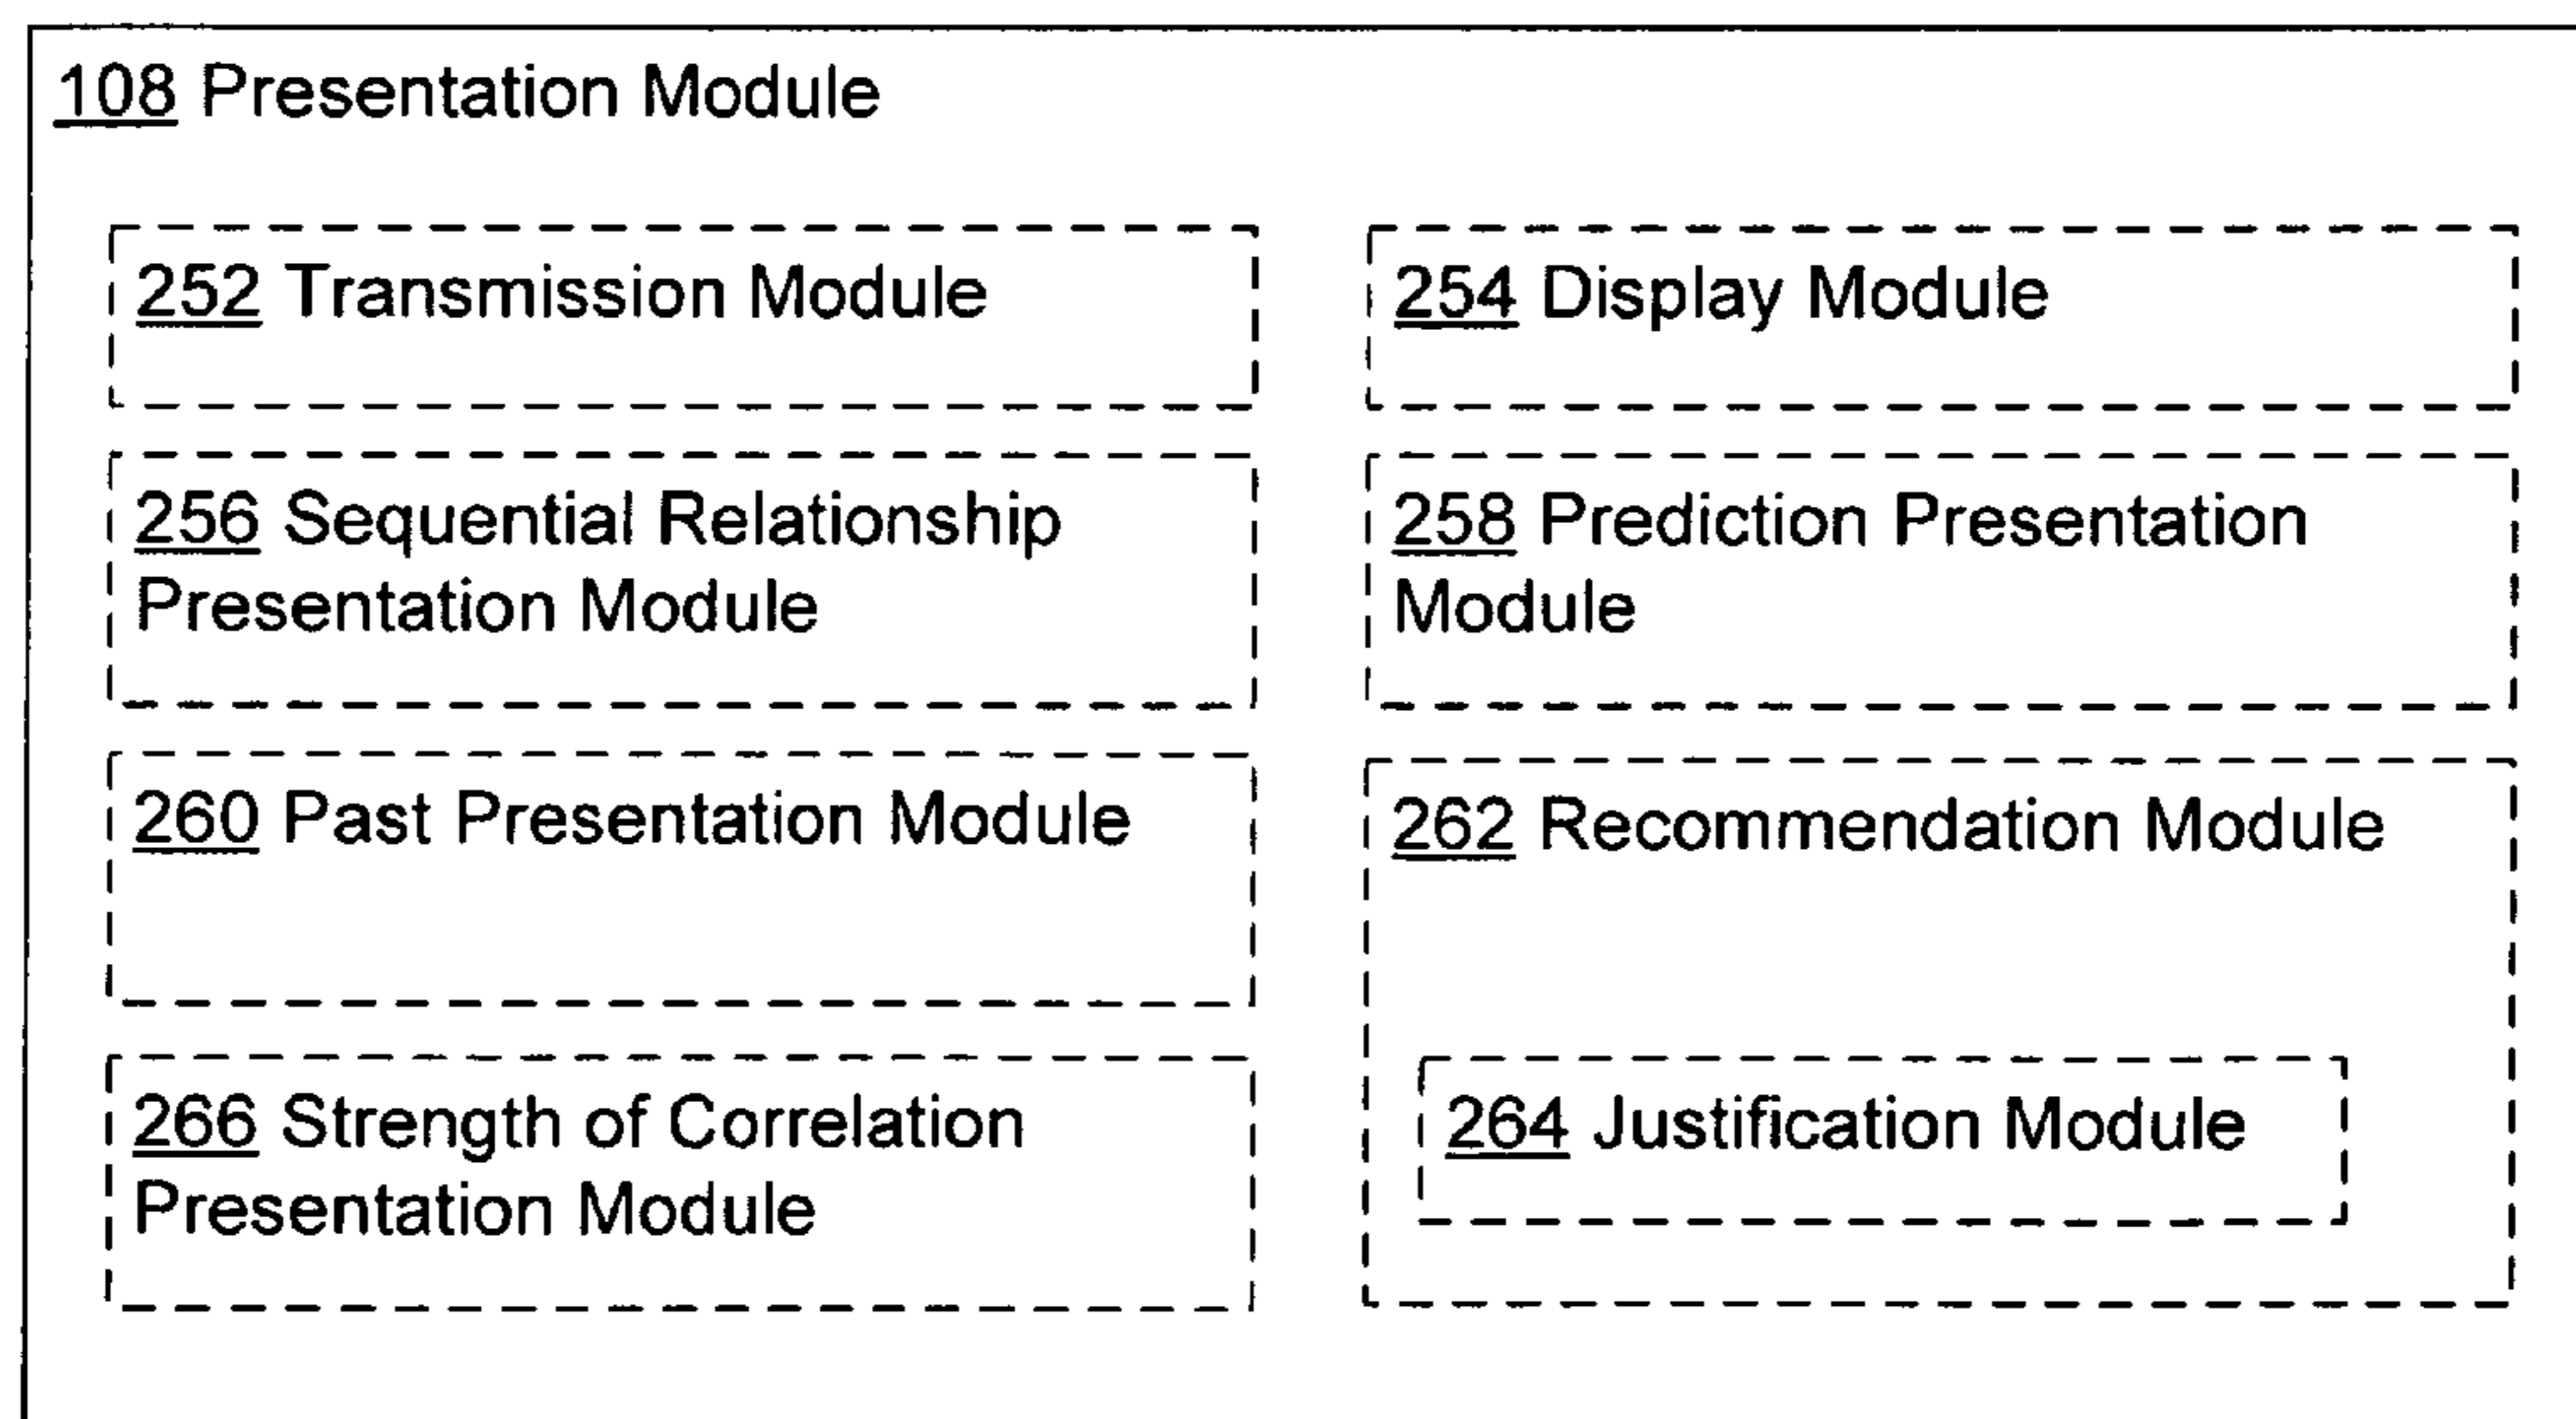 108 Presentation Module
252 Transmission Module
254 Display Module
256 Sequential Relationship
Presentation Module
258 Prediction Presentation
Module
260 Past Presentation Module
262 Recommendation Module
266 Strength of Correlation
Presentation Module
264 Justification Module